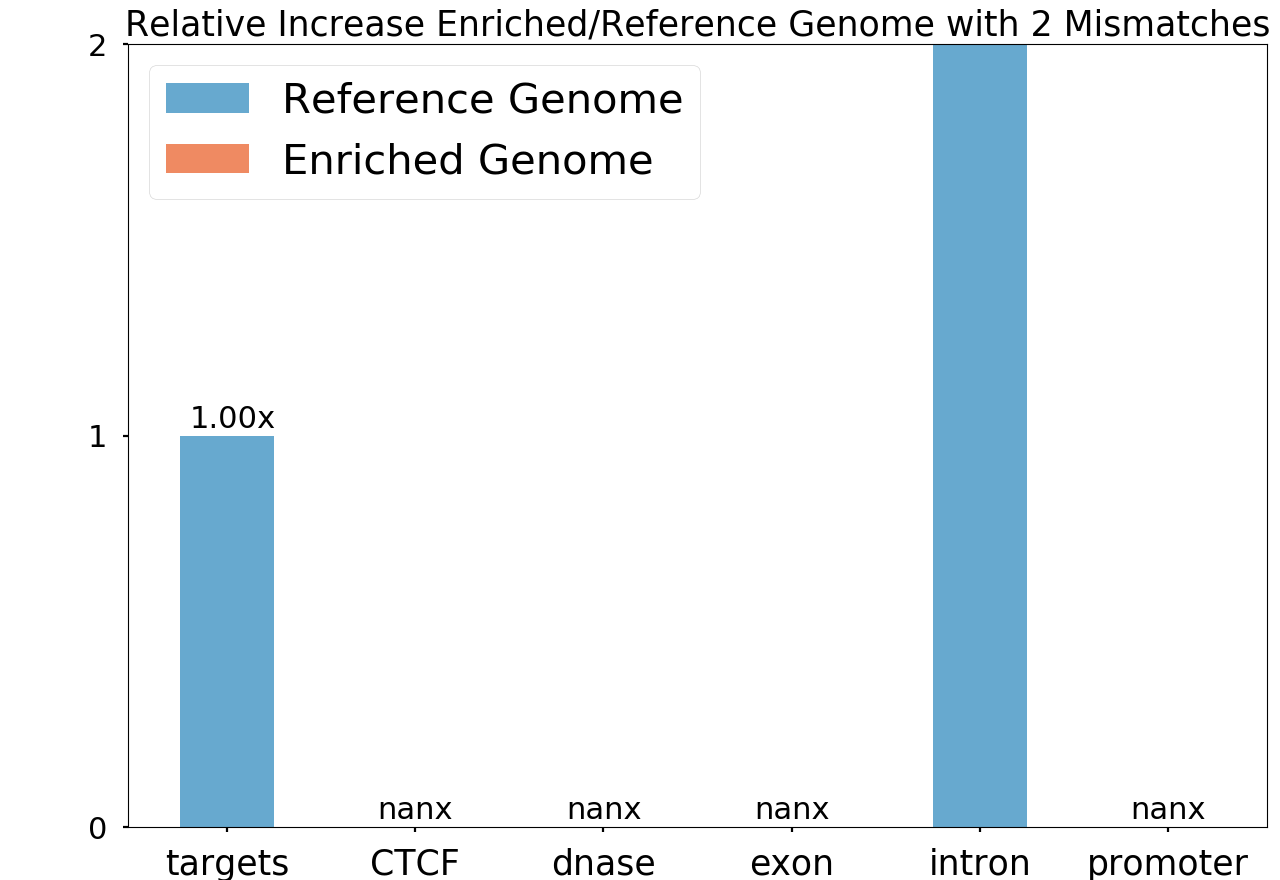 Relative Increase Enriched/Reference Genome with 2 Mismatches
2
Reference Genome
Enriched Genome
1.00x
1
nanx nanx nanx nanx
0
targets CTCF dnase exon intron promoter